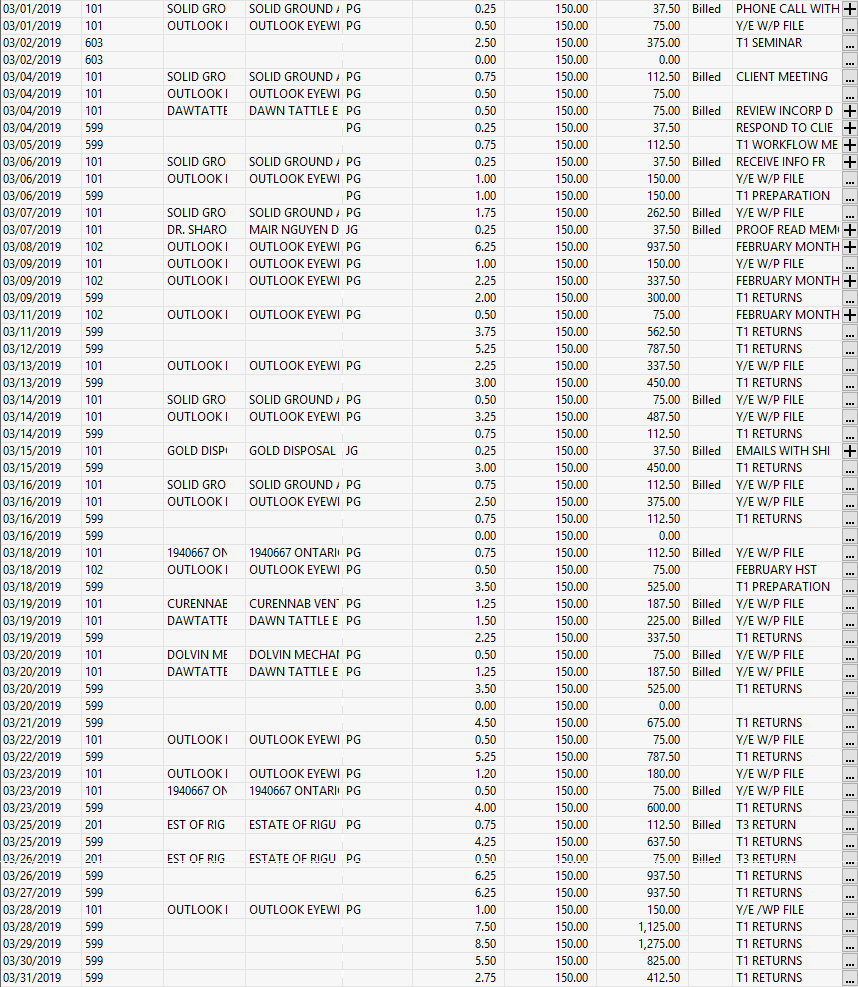 03/01/2019 101 SOLID GRO SOLID GROUND A PG 0.25 150.00 37.50 Billed PHONE CALL WITH
03/01/2019 101 OUTLOOK I OUTLOOK EYEWI PG 0.50 150.00 75.00 Billed Y/E W/P FILE ...
03/02/2019 603 2.50 150.00 375.00 T1 SEMINAR ...
03/02/2019 603 0.00 150.00 0.00 ...
03/04/2019 101 SOLID GRO SOLID GROUND A PG 0.75 150.00 112.50 Billed CLIENT MEETING ...
03/04/2019 101 OUTLOOK I OUTLOOK EYEWI PG 0.50 150.00 75.00 ...
03/04/2019 101 DAWTATTE DAWN TATTLE E PG 0.50 150.00 75.00 Billed REVIEW INCORP D
03/04/2019 599 PG 0.25 150.00 37.50 RESPOND TO CLIE
03/05/2019 599 0.75 150.00 112.50 T1 WORKFLOW ME
03/06/2019 101 SOLID GRO SOLID GROUND A PG 0.25 150.00 37.50 Billed RECEIVE INFO FR
03/06/2019 101 OUTLOOK I OUTLOOK EYEWI PG 1.00 150.00 150.00 Y/E W/P FILE ...
03/06/2019 599 PG 1.00 150.00 150.00 T1 PREPARATION ...
03/07/2019 101 SOLID GRO SOLID GROUND A PG 1.75 150.00 262.50 Billed Y/E W/P FILE ...
03/07/2019 101 DR. SHARO MAIR NGUYEN D JG 0.25 150.00 37.50 Billed PROOF READ MEM
03/08/2019 102 OUTLOOK I OUTLOOK EYEWI PG 6.25 150.00 937.50 FEBRUARY MONTH
03/09/2019 101 OUTLOOK I OUTLOOK EYEWI PG 1.00 150.00 150.00 Y/E W/P FILE ...
03/09/2019 102 OUTLOOK I OUTLOOK EYEWI PG 2.25 150.00 337.50 FEBRUARY MONTH
03/09/2019 599 2.00 150.00 300.00 T1 RETURNS ...
03/11/2019 102 OUTLOOK I OUTLOOK EYEWI PG 0.50 150.00 75.00 FEBRUARY MONTH
03/11/2019 599 3.75 150.00 562.50 T1 RETURNS ...
03/12/2019 599 5.25 150.00 787.50 T1 RETURNS ...
03/13/2019 101 OUTLOOK I OUTLOOK EYEWI PG 2.25 150.00 337.50 Y/E W/P FILE ...
03/13/2019 599 3.00 150.00 450.00 T1 RETURNS ...
03/14/2019 101 SOLID GRO SOLID GROUND A PG 0.50 150.00 75.00 Billed Y/E W/P FILE ...
03/14/2019 101 OUTLOOK I OUTLOOK EYEWI PG 3.25 150.00 487.50 Y/E W/P FILE ...
03/14/2019 599 0.75 150.00 112.50 T1 RETURNS ...
03/15/2019 101 GOLD DISP GOLD DISPOSAL JG 0.25 150.00 37.50 Billed EMAILS WITH SHI
03/15/2019 599 3.00 150.00 450.00 T1 RETURNS ...
03/16/2019 101 SOLID GRO SOLID GROUND A PG 0.75 150.00 112.50 Billed Y/E W/P FILE ...
03/16/2019 101 OUTLOOK I OUTLOOK EYEWI PG 2.50 150.00 375.00 Y/E W/P FILE ...
03/16/2019 599 0.75 150.00 112.50 T1 RETURNS ...
03/16/2019 599 0.00 150.00 0.00 ...
03/18/2019 101 1940667 ON 1940667 ONTARI PG 0.75 150.00 112.50 Billed Y/E W/P FILE ...
03/18/2019 102 OUTLOOK I OUTLOOK EYEWI PG 0.50 150.00 75.00 FEBRUARY HST ...
03/18/2019 599 3.50 150.00 525.00 T1 PREPARATION ...
03/19/2019 101 CURENNAB CURENNAB VENT PG 1.25 150.00 187.50 Billed Y/E W/P FILE ...
03/19/2019 101 DAWTATTE DAWN TATTLE E PG 1.50 150.00 225.00 Billed Y/E W/P FILE ...
03/19/2019 599 2.25 150.00 337.50 T1 RETURNS ...
03/20/2019 101 DOLVIN ME DOLVIN MECHAI PG 0.50 150.00 75.00 Billed Y/E W/P FILE ...
03/20/2019 101 DAWTATTE DAWN TATTLE E PG 1.25 150.00 187.50 Billed Y/E W/ PFILE ...
03/20/2019 599 3.50 150.00 525.00 T1 RETURNS ...
03/20/2019 599 0.00 150.00 0.00 ...
03/21/2019 599 4.50 150.00 675.00 T1 RETURNS ...
03/22/2019 101 OUTLOOK I OUTLOOK EYEWI PG 0.50 150.00 75.00 Y/E W/P FILE ...
03/22/2019 599 5.25 150.00 787.50 T1 RETURNS ...
03/23/2019 101 OUTLOOK I OUTLOOK EYEWI PG 1.20 150.00 180.00 Y/E W/P FILE ...
03/23/2019 101 1940667 ON 1940667 ONTARI PG 0.50 150.00 75.00 Billed Y/E W/P FILE ...
03/23/2019 599 4.00 150.00 600.00 T1 RETURNS ...
03/25/2019 201 EST OF RIG ESTATE OF RIGU PG 0.75 150.00 112.50 Billed T3 RETURN ...
03/25/2019 599 4.25 150.00 637.50 T1 RETURNS ...
03/26/2019 201 EST OF RIG ESTATE OF RIGU PG 0.50 150.00 75.00 Billed T3 RETURN ...
03/26/2019 599 6.25 150.00 937.50 T1 RETURNS ...
03/27/2019 599 6.25 150.00 937.50 T1 RETURNS ...
03/28/2019 101 OUTLOOK I OUTLOOK EYEWI PG 1.00 150.00 150.00 Y/E /WP FILE ...
03/28/2019 599 7.50 150.00 1,125.00 T1 RETURNS ...
03/29/2019 599 8.50 150.00 1,275.00 T1 RETURNS ...
03/30/2019 599 5.50 150.00 825.00 T1 RETURNS ...
03/31/2019 599 2.75 150.00 412.50 T1 RETURNS ...